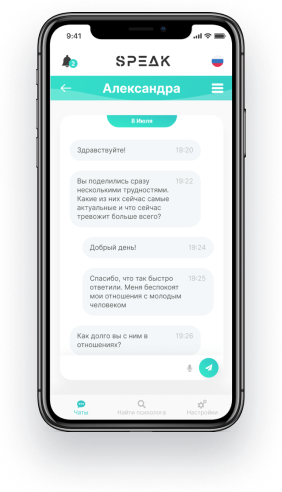 9:41
2
SPEAK
Александра
8 Июля
Здравствуйте! 19:20
Вы поделились сразу 19:22
несколькими трудностями.
Какие из них сейчас самые
актуальные и что сейчас
тревожит больше всего?
Добрый день! 19:24
Спасибо, что так быстро 19:25
ответили. Меня беспокоят
мои отношения с молодым
человеком
Как долго вы с ним в 19:26
отношениях?
Чаты
Найти психолога
Настройки